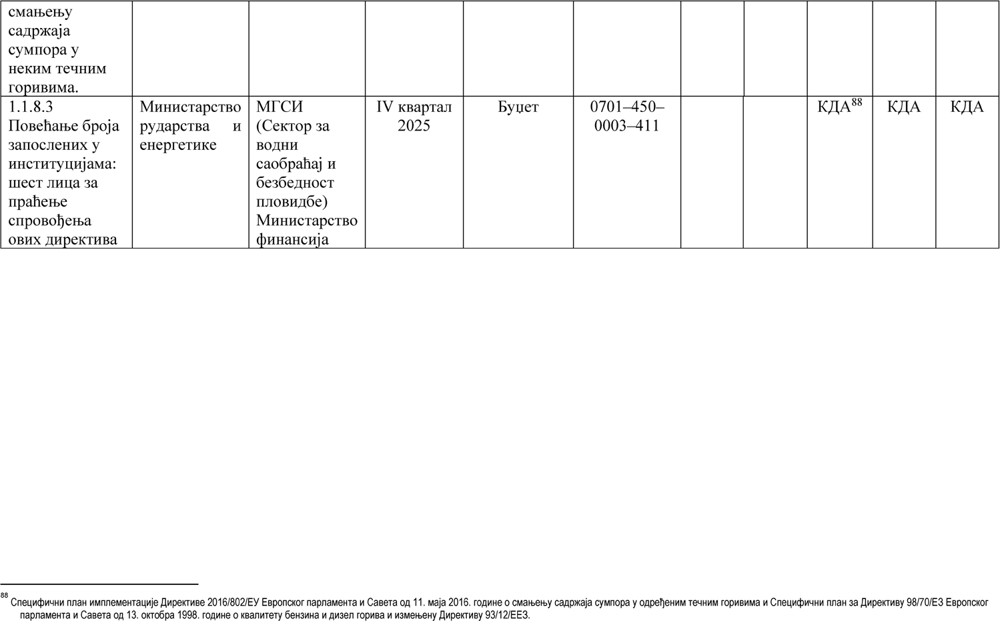 смањењу
садржаја
сумпора у
неким течним
горивима.
1.1.8.3
Повећање броја
запослених у
институцијама:
шест лица за
праћење
спровођења
ових директива
Министарство
рударства и
енергетике
МГСИ
(Сектор за
водни
саобраћај и
безбедност
пловидбе)
Министарство
финансија
IV квартал
2025
Буџет
0701–450–
0003–411
КДА88
КДА
КДА
88 Специфични план имплементације Директиве 2016/802/ЕУ Европског парламента и Савета од 11. маја 2016. године о смањењу садржаја сумпора у одређеним течним горивима и Специфични план за Директиву 98/70/ЕЗ Европског
парламента и Савета од 13. октобра 1998. године о квалитету бензина и дизел горива и измењену Директиву 93/12/ЕЕЗ.